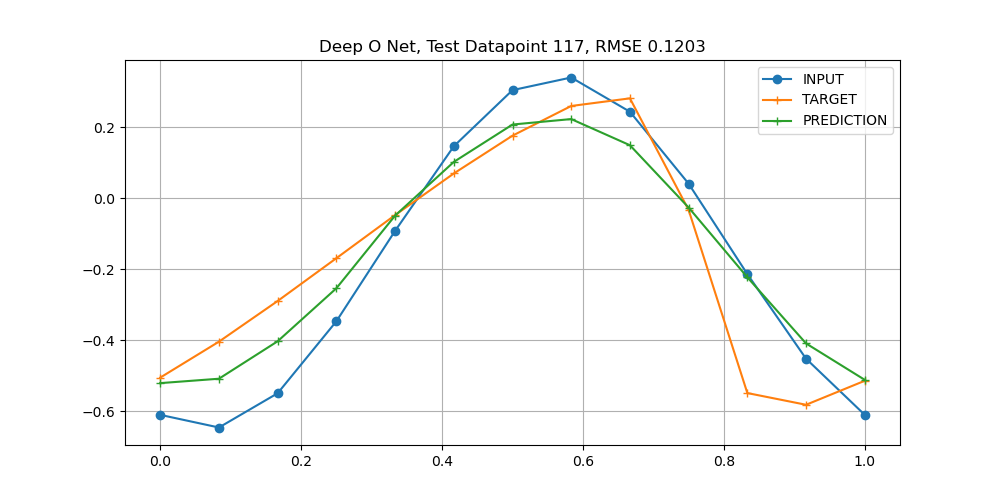 Deep O Net, Test Datapoint 117, RMSE 0.1203
INPUT
TARGET
PREDICTION
0.2
0.0
−0.2
−0.4
−0.6
0.0 0.2 0.4 0.6 0.8 1.0